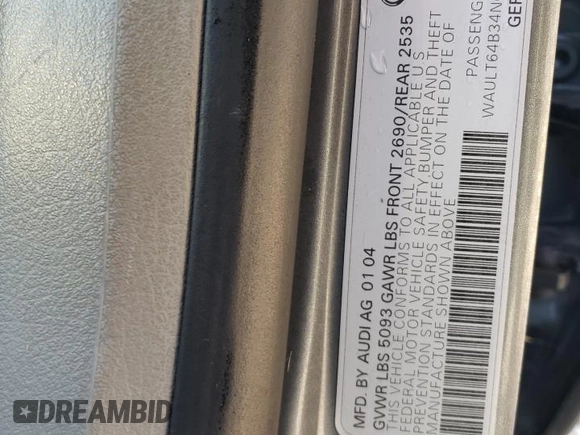 MFD. BY AUDI AG 01 04
GVWR LBS 5093 GAWR LBS FRONT 2690/REAR 2535
THIS VEHICLE CONFORMS TO ALL APPLICABLE U S
FEDERAL MOTOR VEHICLE SAFETY, BUMPER AND THEFT
PREVENTION STANDARDS IN EFFECT ON THE DATE OF
MANUFACTURE SHOWN ABOVE
PASSENG
WAULT64B34N
GER
DREAMBID